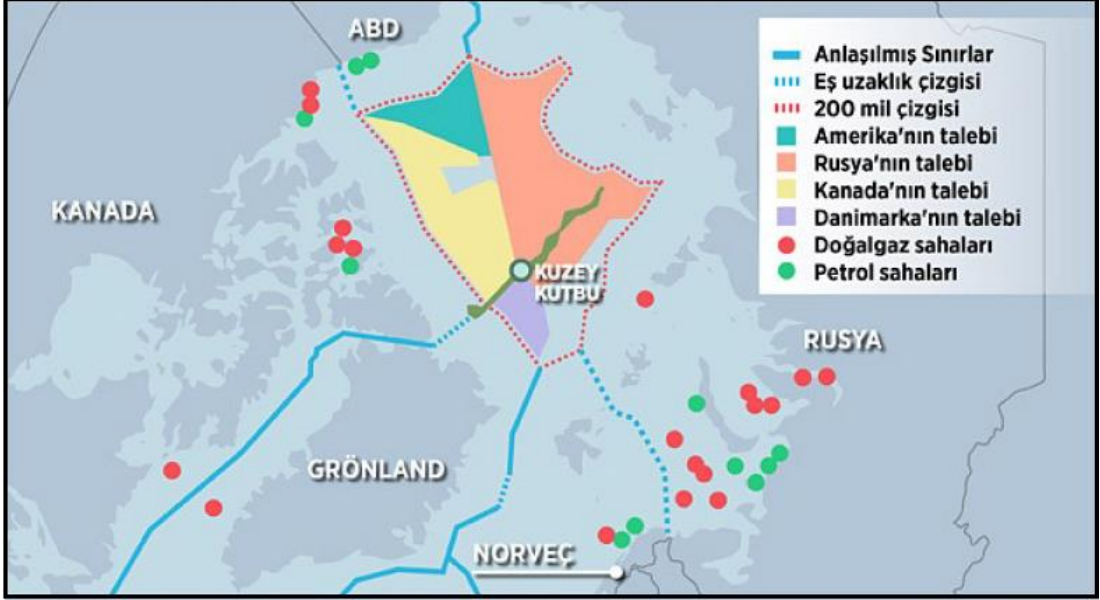 ABD
Anlaşılmış Sınırlar
Eş uzaklık çizgisi
200 mil çizgisi
Amerika'nın talebi
Rusya'nın talebi
Kanada'nın talebi
Danimarka'nın talebi
Doğalgaz sahaları
Petrol sahaları
KANADA
KUZEY
KUTBU
RUSYA
GRÖNLAND
NORVEÇ